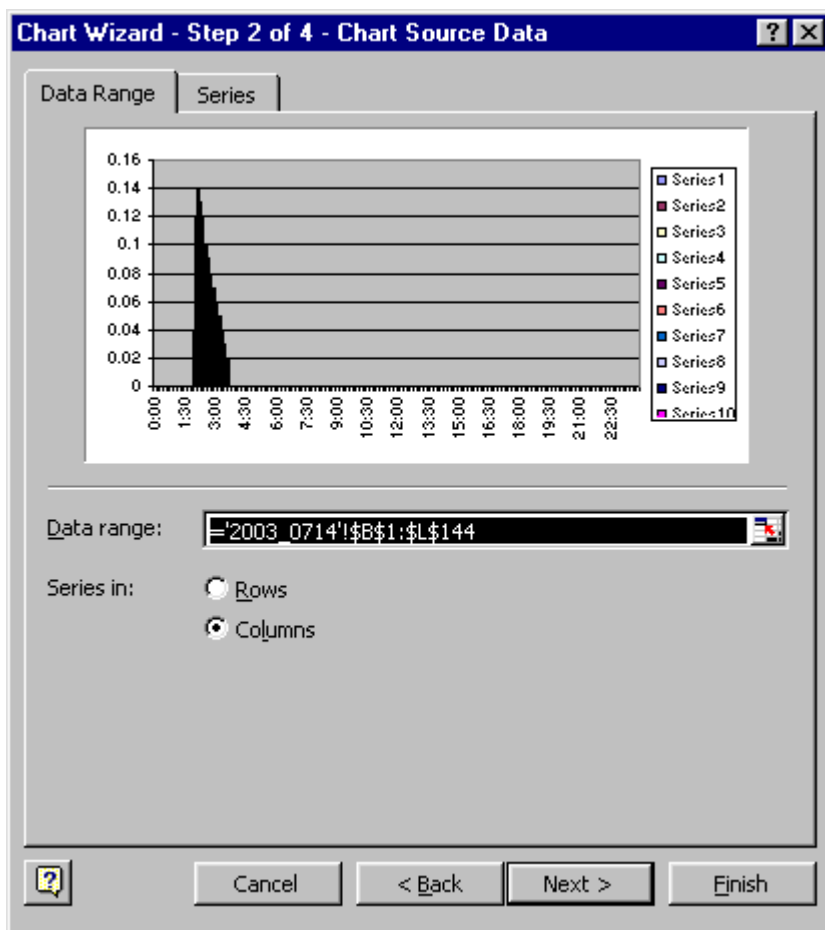 Chart Wizard - Step 2 of 4 - Chart Source Data
Data Range
Series
0.16
0.14
0.12
0.1
0.08
0.06
0.04
0.02
0
0:00
1:30
3:00
4:30
6:00
7:30
9:00
10:30
12:00
13:30
15:00
16:30
18:00
19:30
21:00
22:30
Series1
Series2
Series3
Series4
Series5
Series6
Series7
Series8
Series9
Series10
Data range:
='2003_0714'!$B$1:$L$144
Series in:
Rows
Columns
Cancel
< Back
Next >
Finish